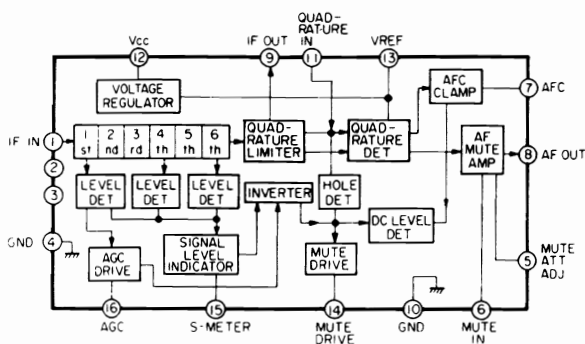 QUAD-
RAT-URE
IN
Vcc
IF OUT
VREF
12
9
11
13
VOLTAGE
REGULATOR
AFC
CLAMP
7
AFC
IF IN
1
1 2 3 4 5 6
st nd rd th th th
QUAD-
RATURE
LIMITER
QUAD-
RATURE
DET
AF
MUTE
AMP
8
AF OUT
2
3
LEVEL
DET
LEVEL
DET
LEVEL
DET
INVERTER
HOLE
DET
DC LEVEL
DET
GND
4
AGC
DRIVE
SIGNAL
LEVEL
INDICATOR
MUTE
DRIVE
5
MUTE
ATT
ADJ
16
15
14
10
6
AGC
S-METER
MUTE
DRIVE
GND
MUTE
IN